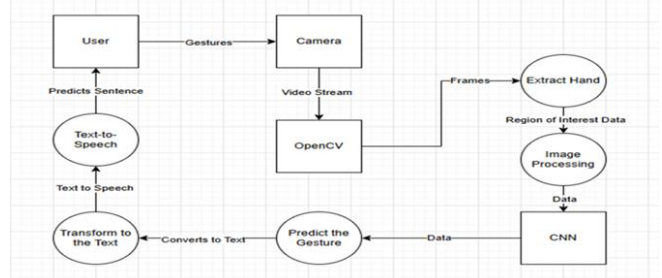 User
Gestures
Camera
Video Stream
OpenCV
Frames
Extract Hand
Region of Interest Data
Image
Processing
Data
CNN
Data
Predict the
Gesture
Converts to Text
Transform to
the Text
Text to Speech
Text-to-
Speech
Predicts Sentence